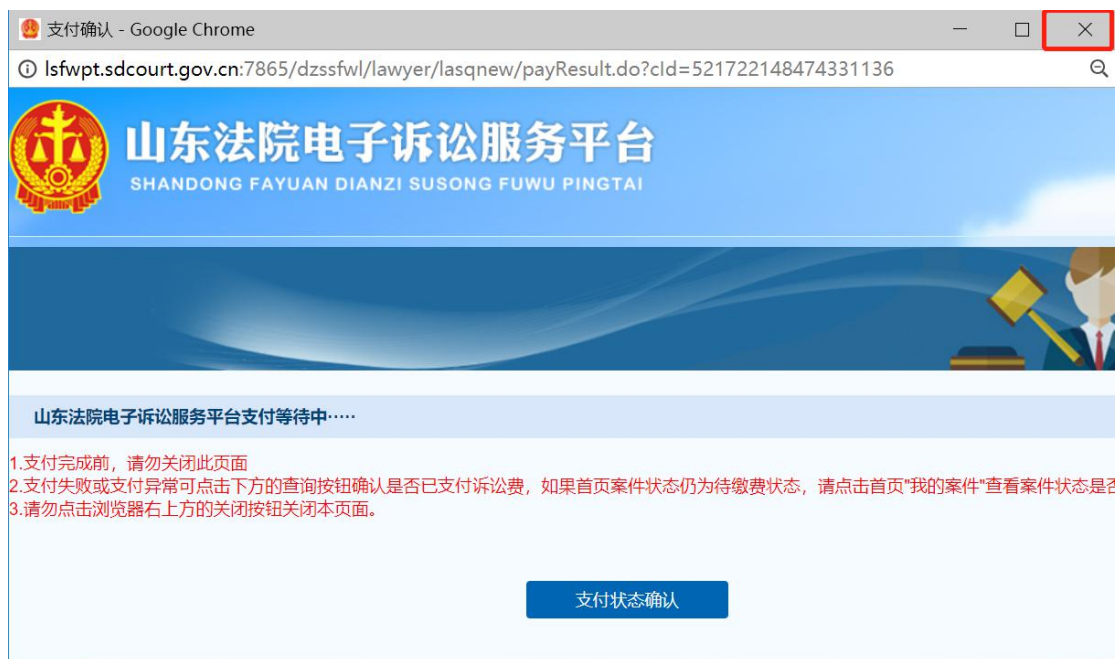 支付确认 - Google Chrome
lsfwpt.sdcourt.gov.cn:7865/dzssfwl/lawyer/lasqnew/payResult.do?cId=521722148474331136
山东法院电子诉讼服务平台
SHANDONG FAYUAN DIANZI SUSONG FUWU PINGTAI
山东法院电子诉讼服务平台支付等待中·····
1.支付完成前，请勿关闭此页面
2.支付失败或支付异常可点击下方的查询按钮确认是否已支付诉讼费，如果首页案件状态仍为待缴费状态，请点击首页"我的案件"查看案件状态是否
3.请勿点击浏览器右上方的关闭按钮关闭本页面。
支付状态确认